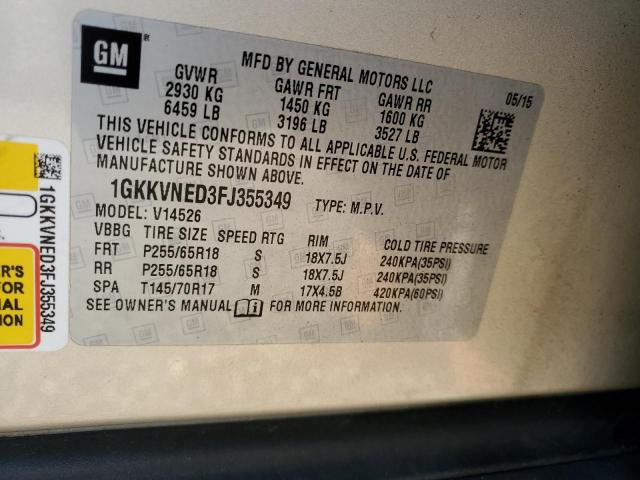 GM
MFD BY GENERAL MOTORS LLC
05/15
GVWR GAWR FRT GAWR RR
2930 KG 1450 KG 1600 KG
6459 LB 3196 LB 3527 LB
THIS VEHICLE CONFORMS TO ALL APPLICABLE U.S. FEDERAL MOTOR
VEHICLE SAFETY STANDARDS IN EFFECT ON THE DATE OF
MANUFACTURE SHOWN ABOVE.
1GKKVNED3FJ355349 TYPE: M.P.V.
MODEL: V14526
VBBG TIRE SIZE SPEED RTG RIM COLD TIRE PRESSURE
FRT P255/65R18 S 18X7.5J 240KPA(35PSI)
RR P255/65R18 S 18X7.5J 240KPA(35PSI)
SPA T145/70R17 M 17X4.5B 420KPA(60PSI)
SEE OWNER'S MANUAL FOR MORE INFORMATION.
1GKKVNED3FJ355349
ER'S
FOR
NAL
TION